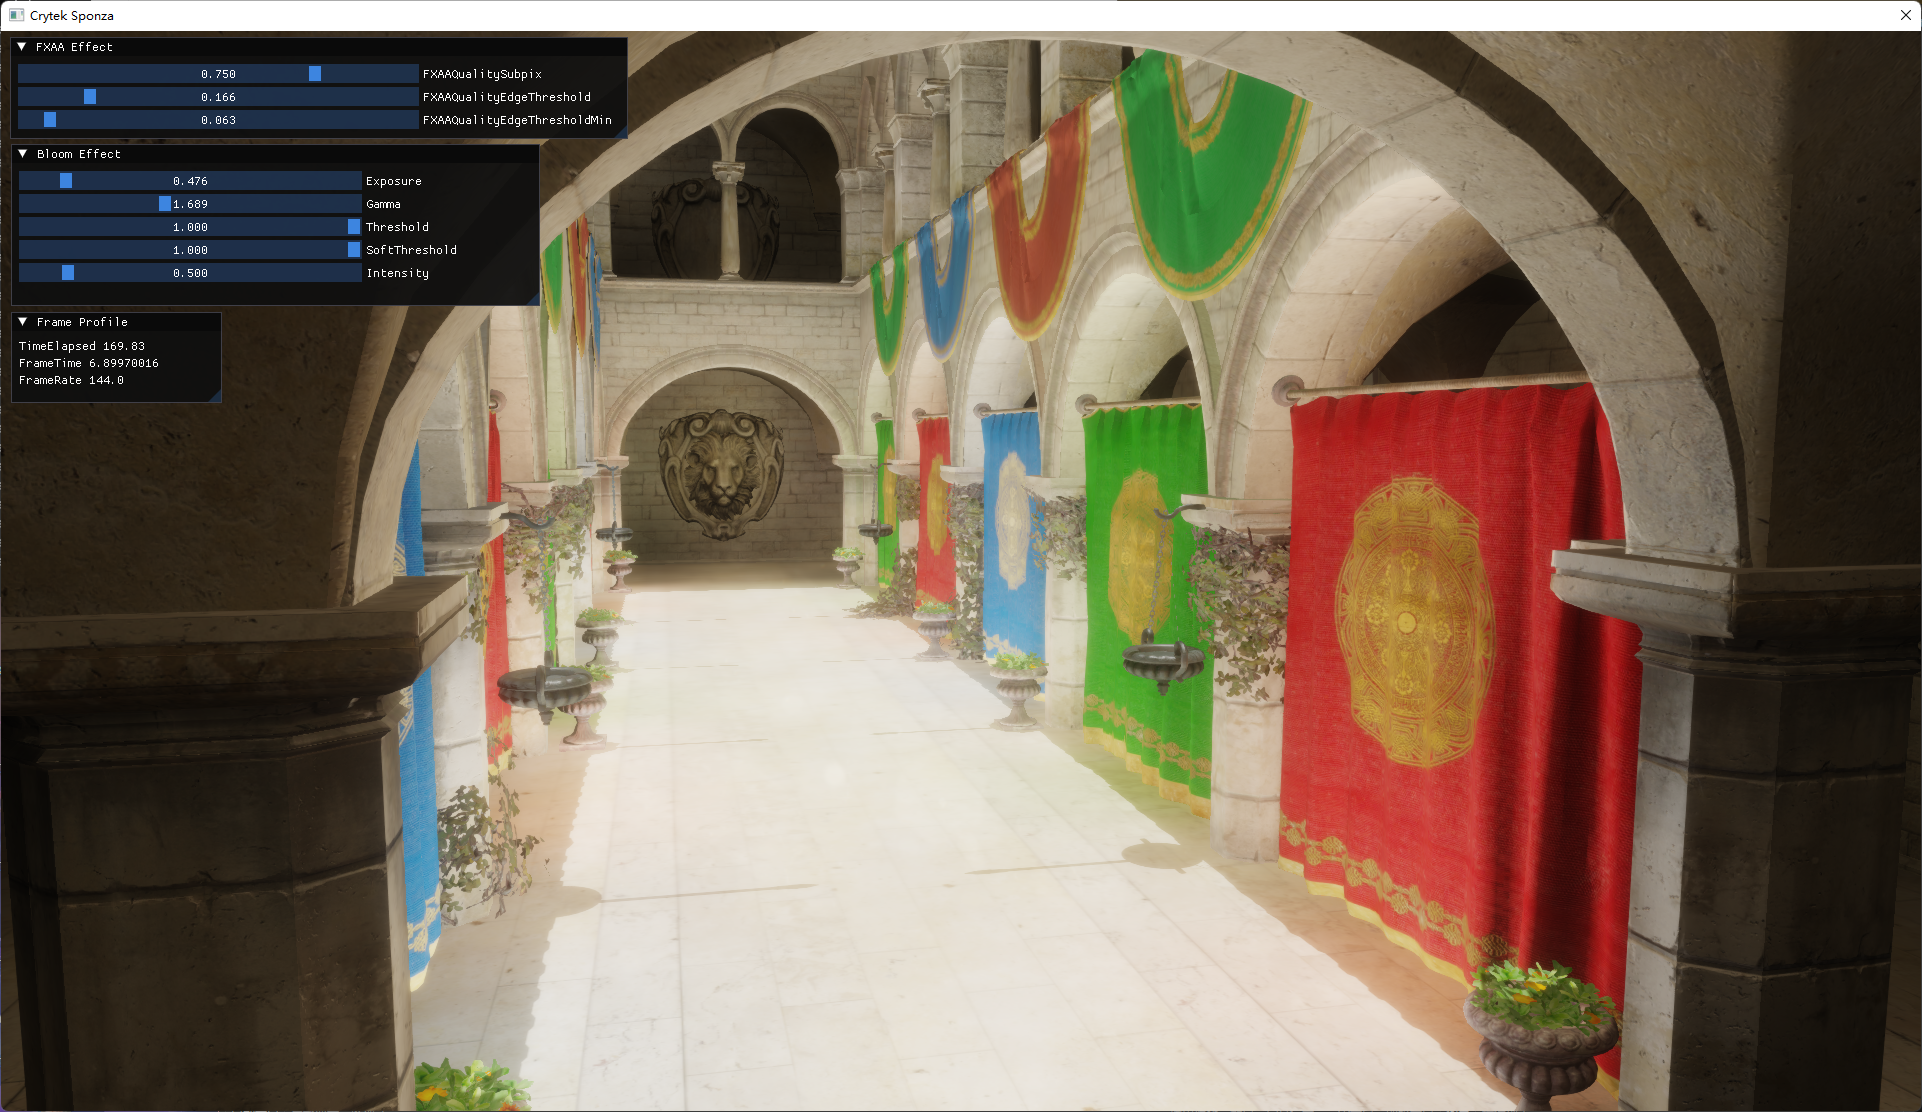 Crytek Sponza
FXAA Effect
0.750 FXAAQualitySubpix
0.166 FXAAQualityEdgeThreshold
0.063 FXAAQualityEdgeThresholdMin
Bloom Effect
0.476 Exposure
1.689 Gamma
1.000 Threshold
1.000 SoftThreshold
0.500 Intensity
Frame Profile
TimeElapsed 169.83
FrameTime 6.89970016
FrameRate 144.0